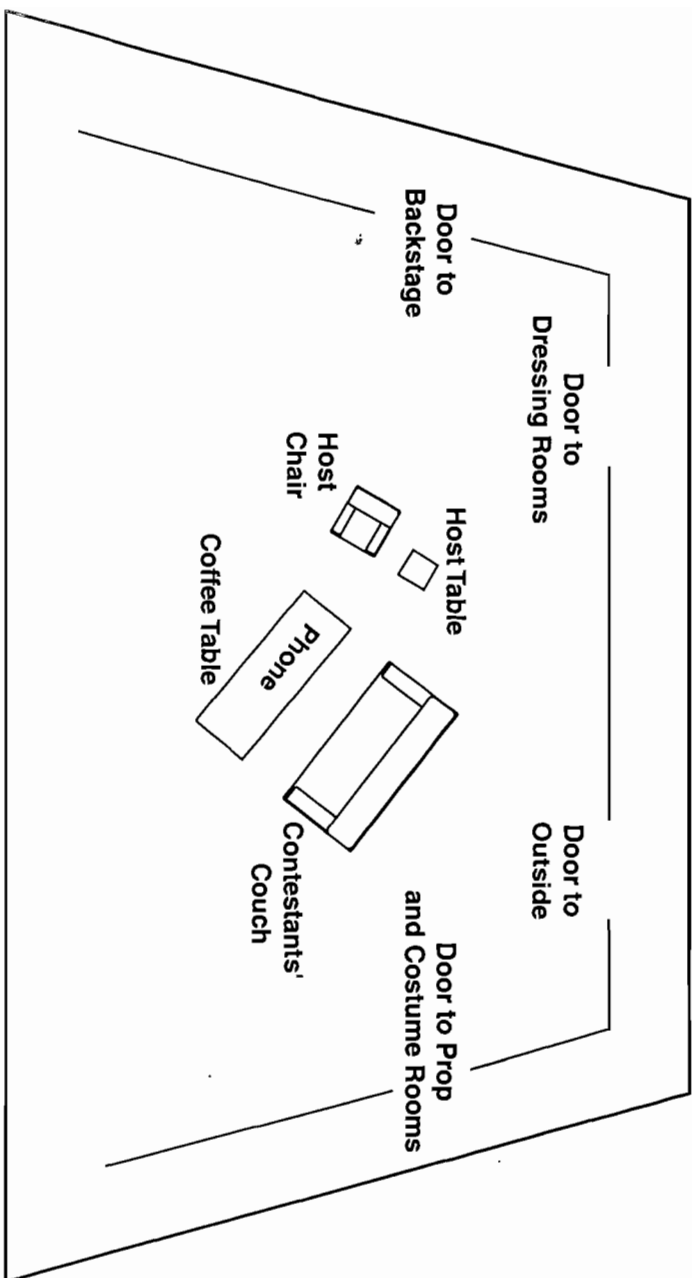 Door to
Backstage
Door to
Dressing Rooms
Host
Chair
Host Table
Coffee Table
Phone
Contestants'
Couch
Door to
Outside
Door to Prop
and Costume Rooms